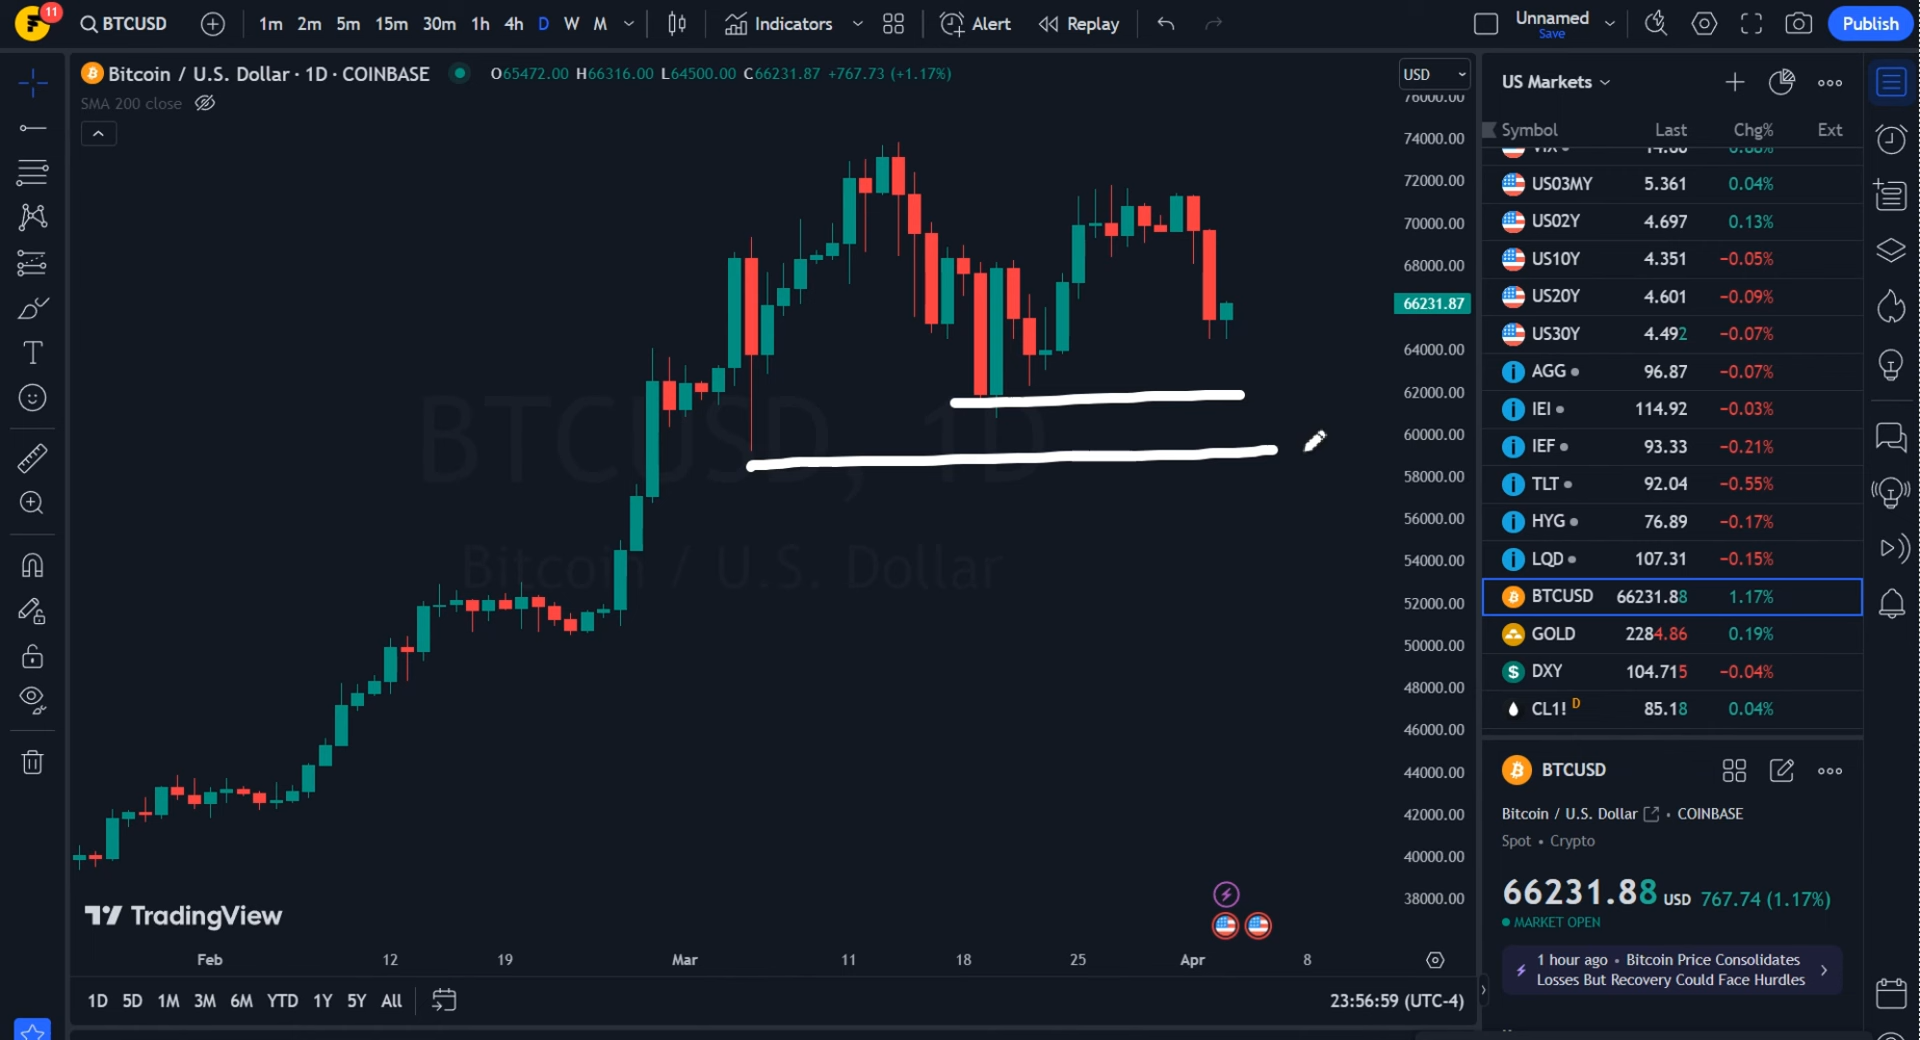 11
BTCUSD
1m 2m 5m 15m 30m 1h 4h D W M
Indicators
Alert
Replay
Unnamed
Save
Publish
Bitcoin / U.S. Dollar · 1D · COINBASE
O65472.00 H66316.00 L64500.00 C66231.87 +767.73 (+1.17%)
SMA 200 close
USD
76000.00
74000.00
72000.00
70000.00
68000.00
66231.87
64000.00
62000.00
60000.00
58000.00
56000.00
54000.00
52000.00
50000.00
48000.00
46000.00
44000.00
42000.00
40000.00
38000.00
BTCUSD, 1D
Bitcoin / U.S. Dollar
TradingView
Feb 12 19 Mar 11 18 25 Apr 8
1D 5D 1M 3M 6M YTD 1Y 5Y All
23:56:59 (UTC-4)
US Markets
Symbol Last Chg% Ext
US03MY 5.361 0.04%
US02Y 4.697 0.13%
US10Y 4.351 −0.05%
US20Y 4.601 −0.09%
US30Y 4.492 −0.07%
AGG 96.87 −0.07%
IEI 114.92 −0.03%
IEF 93.33 −0.21%
TLT 92.04 −0.55%
HYG 76.89 −0.17%
LQD 107.31 −0.15%
BTCUSD 66231.88 1.17%
GOLD 2284.86 0.19%
DXY 104.715 −0.04%
CL1! D 85.18 0.04%
BTCUSD
Bitcoin / U.S. Dollar • COINBASE
Spot • Crypto
66231.88 USD 767.74 (1.17%)
MARKET OPEN
1 hour ago • Bitcoin Price Consolidates
Losses But Recovery Could Face Hurdles